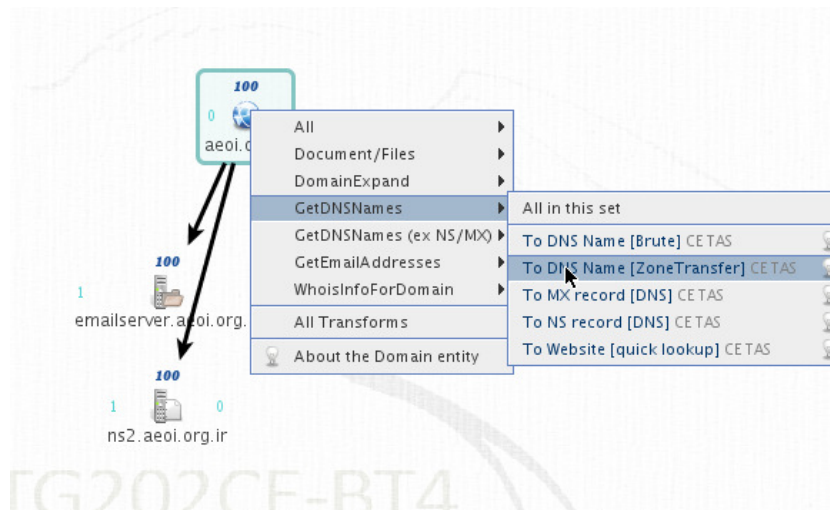 100
0
aeoi.o
All
Document/Files
DomainExpand
GetDNSNames
GetDNSNames (ex NS/MX)
GetEmailAddresses
WhoisInfoForDomain
All Transforms
About the Domain entity
All in this set
To DNS Name [Brute] CETAS
To DNS Name [ZoneTransfer] CETAS
To MX record [DNS] CETAS
To NS record [DNS] CETAS
To Website [quick lookup] CETAS
100
1
emailserver.aeoi.org.
100
1 0
ns2.aeoi.org.ir
TG202CE-BT4